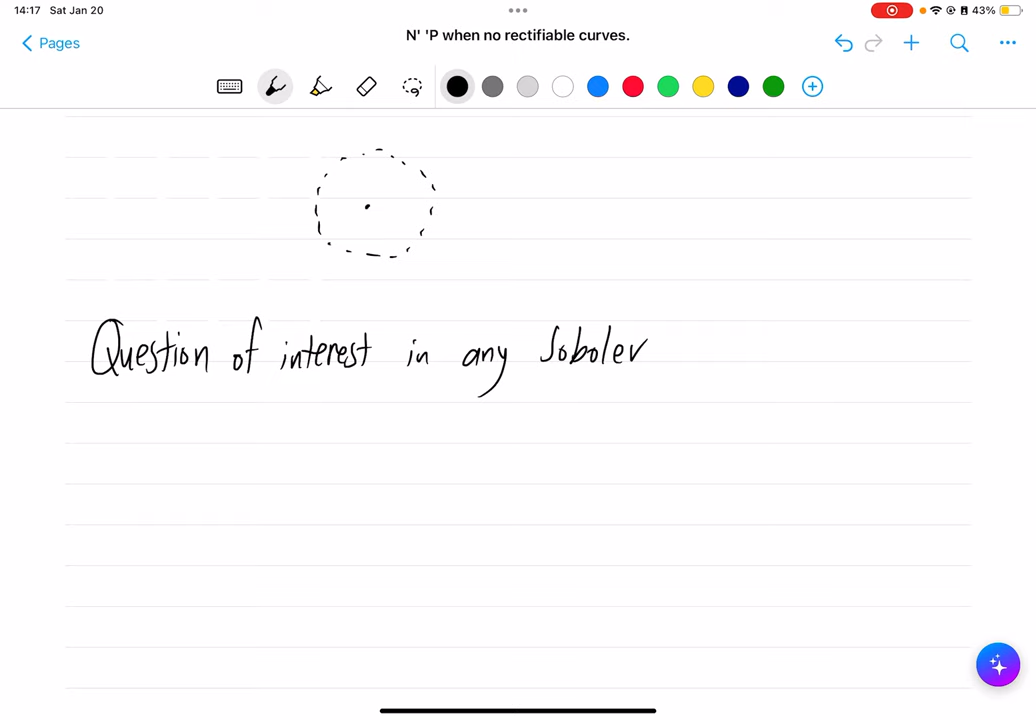 14:17 Sat Jan 20
43%
Pages
N' 'P when no rectifiable curves.
Question of interest in any Sobolev